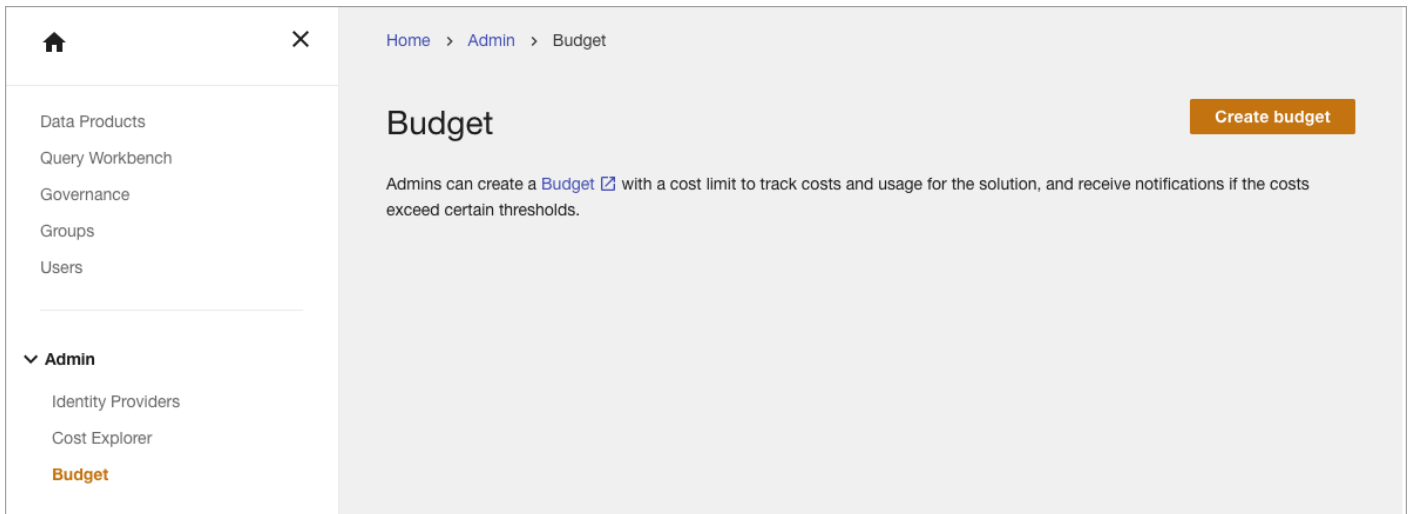 Home > Admin > Budget
Data Products
Query Workbench
Governance
Groups
Users
Admin
Identity Providers
Cost Explorer
Budget
Budget
Create budget
Admins can create a Budget with a cost limit to track costs and usage for the solution, and receive notifications if the costs
exceed certain thresholds.